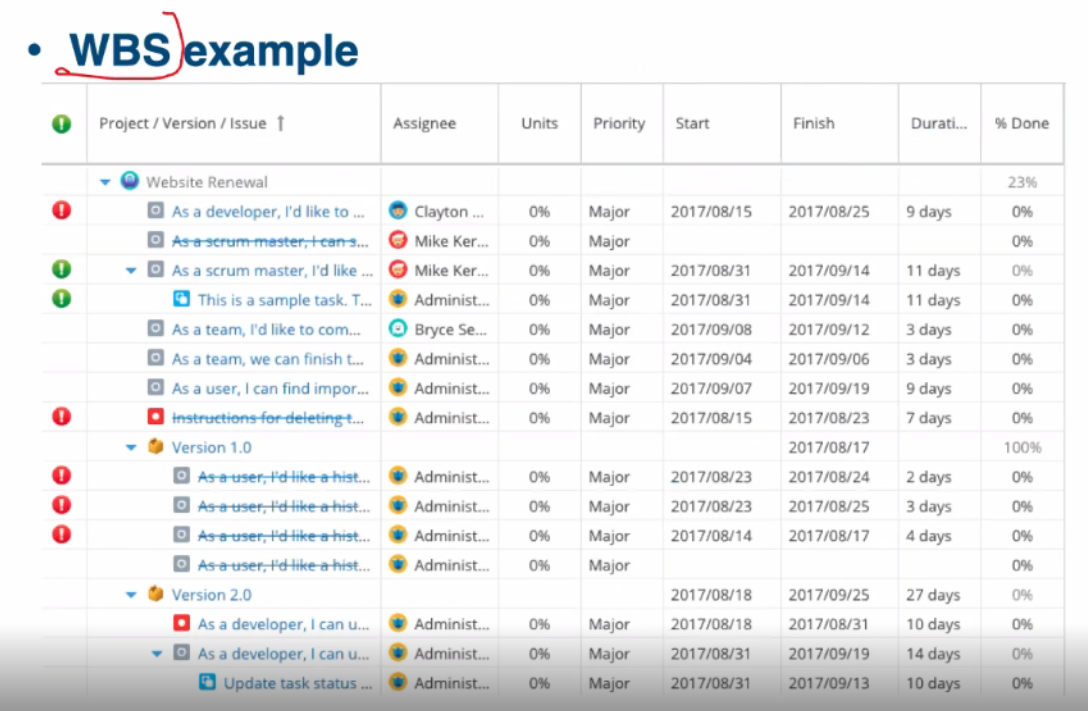 • WBS example
Project / Version / Issue ↑ Assignee Units Priority Start Finish Durati... % Done
Website Renewal 23%
As a developer, I'd like to ... Clayton ... 0% Major 2017/08/15 2017/08/25 9 days 0%
As a scrum master, I can s... Mike Ker... 0% Major 0%
As a scrum master, I'd like ... Mike Ker... 0% Major 2017/08/31 2017/09/14 11 days 0%
This is a sample task. T... Administ... 0% Major 2017/08/31 2017/09/14 11 days 0%
As a team, I'd like to com... Bryce Se... 0% Major 2017/09/08 2017/09/12 3 days 0%
As a team, we can finish t... Administ... 0% Major 2017/09/04 2017/09/06 3 days 0%
As a user, I can find impor... Administ... 0% Major 2017/09/07 2017/09/19 9 days 0%
Instructions for deleting t... Administ... 0% Major 2017/08/15 2017/08/23 7 days 0%
Version 1.0 2017/08/17 100%
As a user, I'd like a hist... Administ... 0% Major 2017/08/23 2017/08/24 2 days 0%
As a user, I'd like a hist... Administ... 0% Major 2017/08/23 2017/08/25 3 days 0%
As a user, I'd like a hist... Administ... 0% Major 2017/08/14 2017/08/17 4 days 0%
As a user, I'd like a hist... Administ... 0% Major 0%
Version 2.0 2017/08/18 2017/09/25 27 days 0%
As a developer, I can u... Administ... 0% Major 2017/08/18 2017/08/31 10 days 0%
As a developer, I can u... Administ... 0% Major 2017/08/31 2017/09/19 14 days 0%
Update task status ... Administ... 0% Major 2017/08/31 2017/09/13 10 days 0%